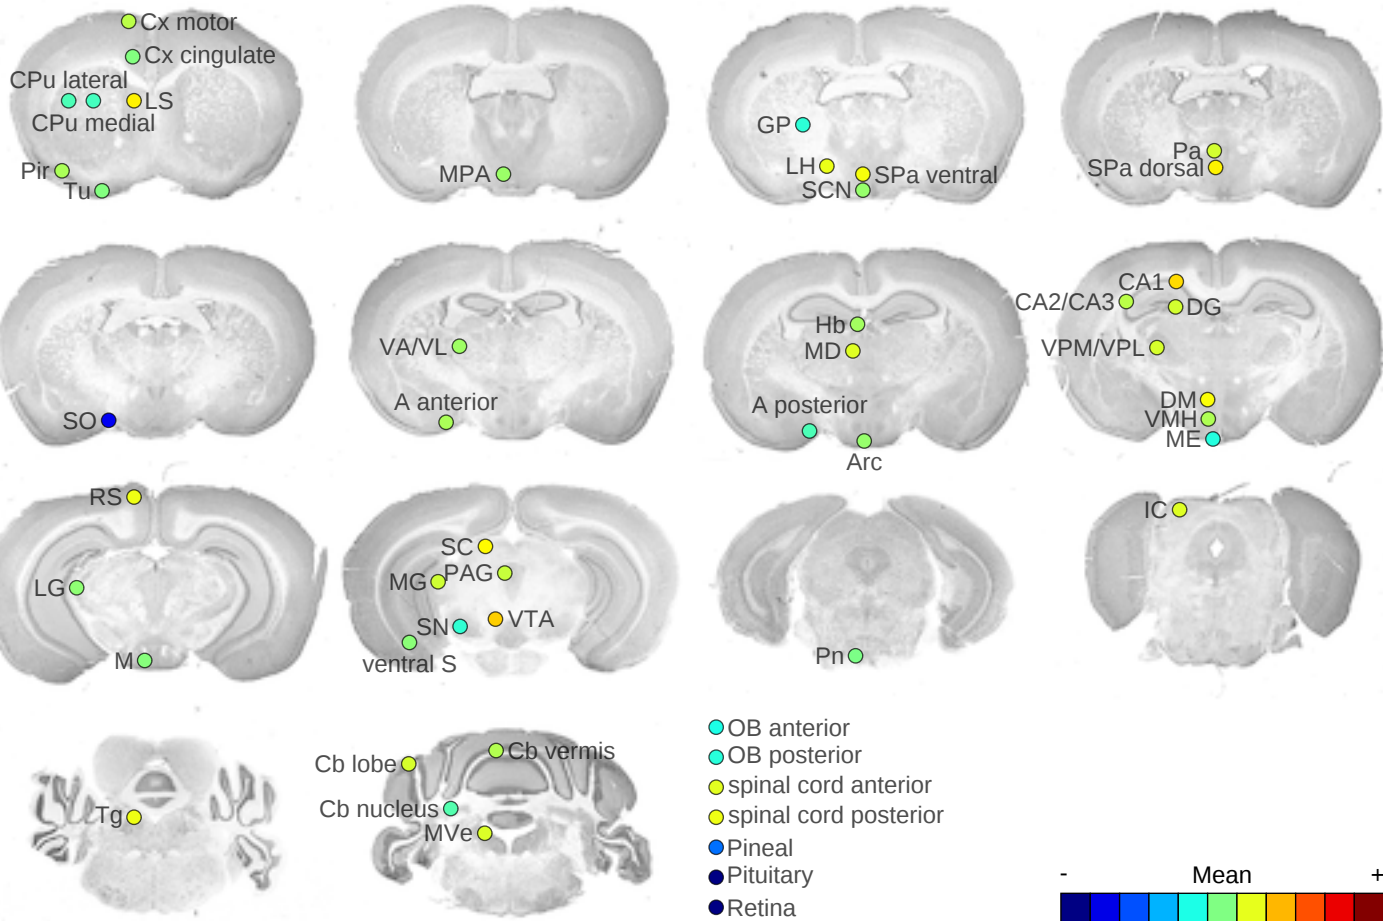 Cx motor
Cx cingulate
CPu lateral
LS
CPu medial
Pir
Tu
MPA
GP
LH
SPa ventral
SCN
Pa
SPa dorsal
SO
VA/VL
A anterior
Hb
MD
A posterior
Arc
CA1
CA2/CA3
DG
VPM/VPL
DM
VMH
ME
RS
LG
M
SC
MG
PAG
SN
VTA
ventral S
Pn
IC
Tg
Cb lobe
Cb vermis
Cb nucleus
MVe
OB anterior
OB posterior
spinal cord anterior
spinal cord posterior
Pineal
Pituitary
Retina
- Mean +